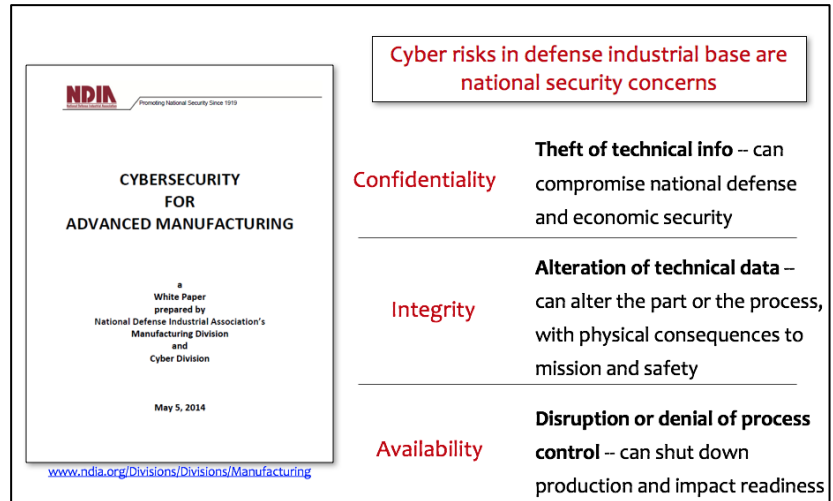 NDIA
National Defense Industrial Association
Promoting National Security Since 1919
CYBERSECURITY
FOR
ADVANCED MANUFACTURING
a
White Paper
prepared by
National Defense Industrial Association's
Manufacturing Division
and
Cyber Division
May 5, 2014
www.ndia.org/Divisions/Divisions/Manufacturing
Cyber risks in defense industrial base are
national security concerns
Confidentiality
Theft of technical info -- can
compromise national defense
and economic security
Integrity
Alteration of technical data --
can alter the part or the process,
with physical consequences to
mission and safety
Availability
Disruption or denial of process
control -- can shut down
production and impact readiness